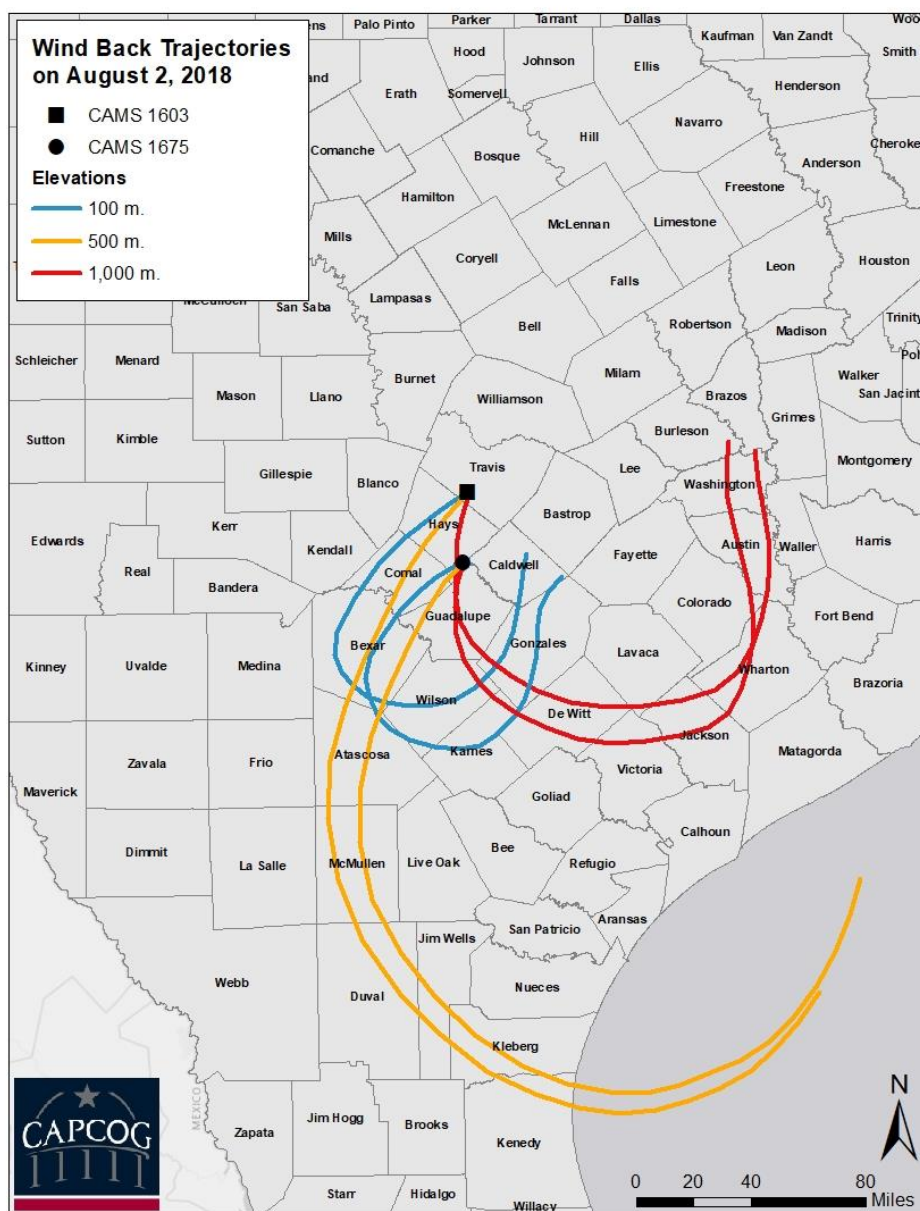 Wind Back Trajectories
on August 2, 2018
CAMS 1603
CAMS 1675
Elevations
100 m.
500 m.
1,000 m.
Palo Pinto
Parker
Tarrant
Dallas
Kaufman
Van Zandt
Smith
Hood
Johnson
Ellis
Henderson
Erath
Somervell
Navarro
Hill
Cherokee
Comanche
Bosque
Anderson
Freestone
Hamilton
McLennan
Limestone
Mills
Coryell
Leon
Houston
Falls
San Saba
Lampasas
Bell
Robertson
Madison
Trinity
Schleicher
Menard
Burnet
Milam
Walker
Mason
Llano
Williamson
Brazos
San Jacint
Grimes
Sutton
Kimble
Burleson
Montgomery
Gillespie
Travis
Lee
Blanco
Washington
Bastrop
Kerr
Hays
Edwards
Kendall
Austin
Waller
Harris
Real
Comal
Caldwell
Fayette
Bandera
Colorado
Guadalupe
Fort Bend
Kinney
Uvalde
Medina
Bexar
Gonzales
Lavaca
Wharton
Brazoria
Wilson
De Witt
Jackson
Matagorda
Zavala
Frio
Atascosa
Karnes
Victoria
Maverick
Goliad
Calhoun
Dimmit
La Salle
McMullen
Live Oak
Bee
Refugio
Aransas
San Patricio
Jim Wells
Webb
Duval
Nueces
Kleberg
MEXICO
CAPCOG
Zapata
Jim Hogg
Brooks
Kenedy
Starr
Hidalgo
Willacy
N
0 20 40 80
Miles